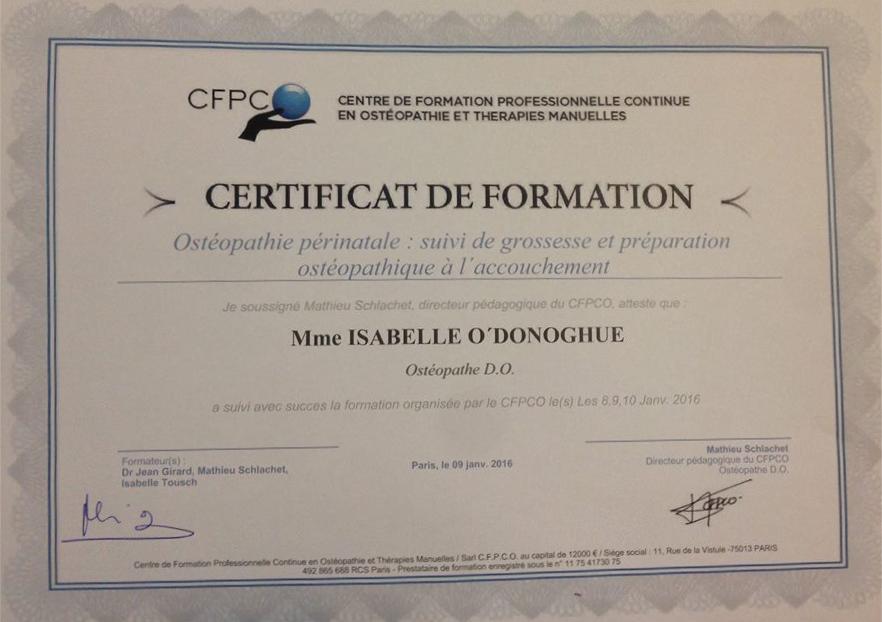 CFPCO
CENTRE DE FORMATION PROFESSIONNELLE CONTINUE
EN OSTÉOPATHIE ET THERAPIES MANUELLES
CERTIFICAT DE FORMATION
Ostéopathie périnatale : suivi de grossesse et préparation
ostéopathique à l´accouchement
Je soussigné Mathieu Schlachet, directeur pédagogique du CFPCO, atteste que :
Mme ISABELLE O´DONOGHUE
Ostéopathe D.O.
a suivi avec succes la formation organisée par le CFPCO le(s) Les 8,9,10 Janv. 2016
Formateur(s) :
Dr Jean Girard, Mathieu Schlachet,
Isabelle Tousch
Paris, le 09 janv. 2016
Mathieu Schlachet
Directeur pédagogique du CFPCO
Ostéopathe D.O.
Centre de Formation Professionnelle Continue en Ostéopathie et Thérapies Manuelles / Sarl C.F.P.C.O. au capital de 12000 € / Siège social : 11, Rue de la Vistule -75013 PARIS
492 865 668 RCS Paris - Prestataire de formation enregistré sous le n° 11 75 41730 75